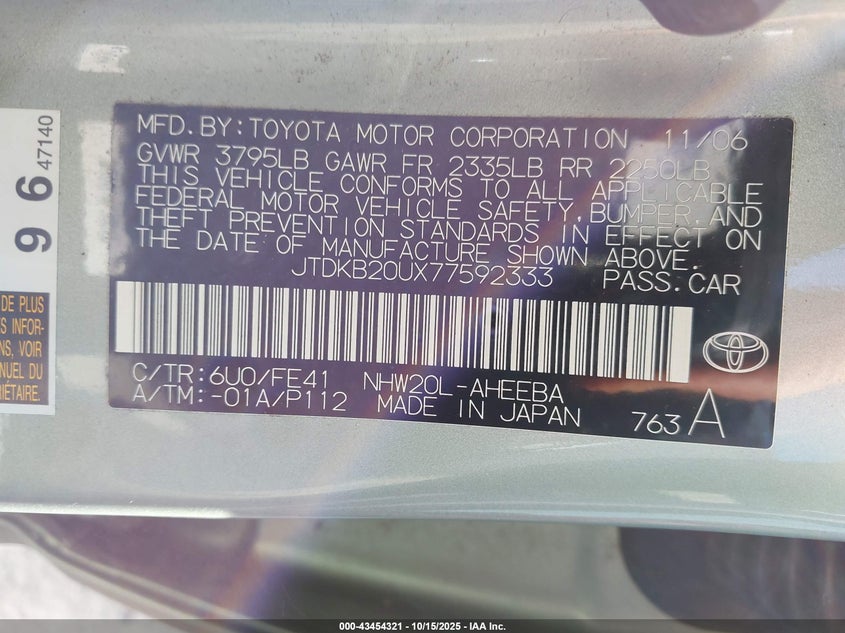 MFD.BY:TOYOTA MOTOR CORPORATION 11/06
GVWR 3795LB GAWR FR 2335LB RR 2250LB
THIS VEHICLE CONFORMS TO ALL APPLICABLE
FEDERAL MOTOR VEHICLE SAFETY,BUMPER,AND
THEFT PREVENTION STANDARDS IN EFFECT ON
THE DATE OF MANUFACTURE SHOWN ABOVE.
JTDKB20UX77592333 PASS.CAR
C/TR:6U0/FE41 NHW20L-AHEEBA
A/TM:-01A/P112 MADE IN JAPAN 763A
9 6 47140
DE PLUS
ES INFOR-
NS, VOIR
NUEL DU
RIÉTAIRE.
000-43454321 - 10/15/2025 - IAA Inc.